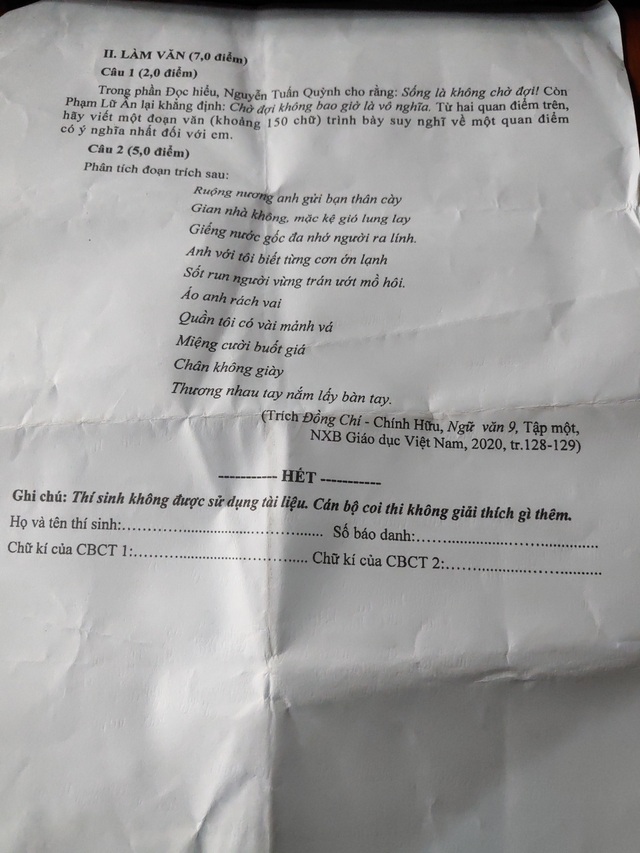 II. LÀM VĂN (7,0 điểm)
Câu 1 (2,0 điểm)
Trong phần Đọc hiểu, Nguyễn Tuấn Quỳnh cho rằng: Sống là không chờ đợi! Còn
Phạm Lữ Ân lại khẳng định: Chờ đợi không bao giờ là vô nghĩa. Từ hai quan điểm trên,
hãy viết một đoạn văn (khoảng 150 chữ) trình bày suy nghĩ về một quan điểm
có ý nghĩa nhất đối với em.
Câu 2 (5,0 điểm)
Phân tích đoạn trích sau:
Ruộng nương anh gửi bạn thân cày
Gian nhà không, mặc kệ gió lung lay
Giếng nước gốc đa nhớ người ra lính.
Anh với tôi biết từng cơn ớn lạnh
Sốt run người vừng trán ướt mồ hôi.
Áo anh rách vai
Quần tôi có vài mảnh vá
Miệng cười buốt giá
Chân không giày
Thương nhau tay nắm lấy bàn tay.
(Trích Đồng Chí - Chính Hữu, Ngữ văn 9, Tập một,
NXB Giáo dục Việt Nam, 2020, tr.128-129)
----------- HẾT -----------
Ghi chú: Thí sinh không được sử dụng tài liệu. Cán bộ coi thi không giải thích gì thêm.
Họ và tên thí sinh:............................................. Số báo danh:.........................................
Chữ kí của CBCT 1:........................................ Chữ kí của CBCT 2:....................................